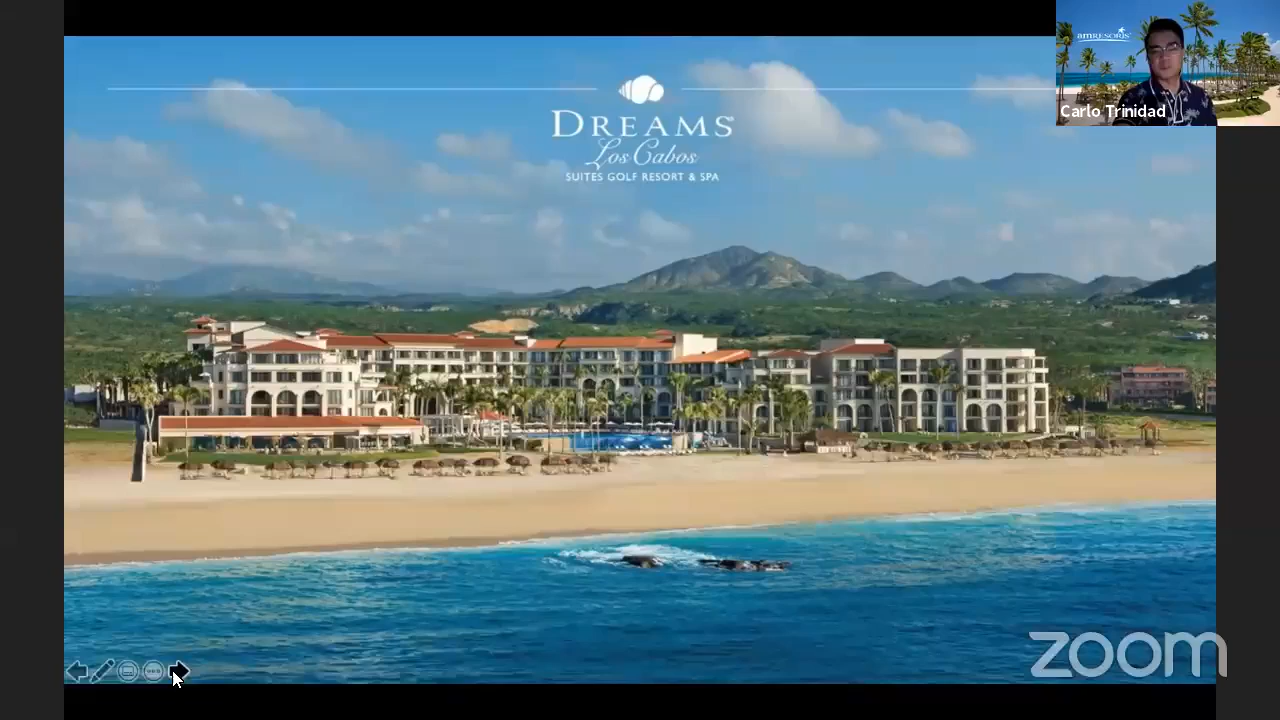 amRESORTS
Carlo Trinidad
DREAMS
Los Cabos
SUITES GOLF RESORT & SPA
zoom